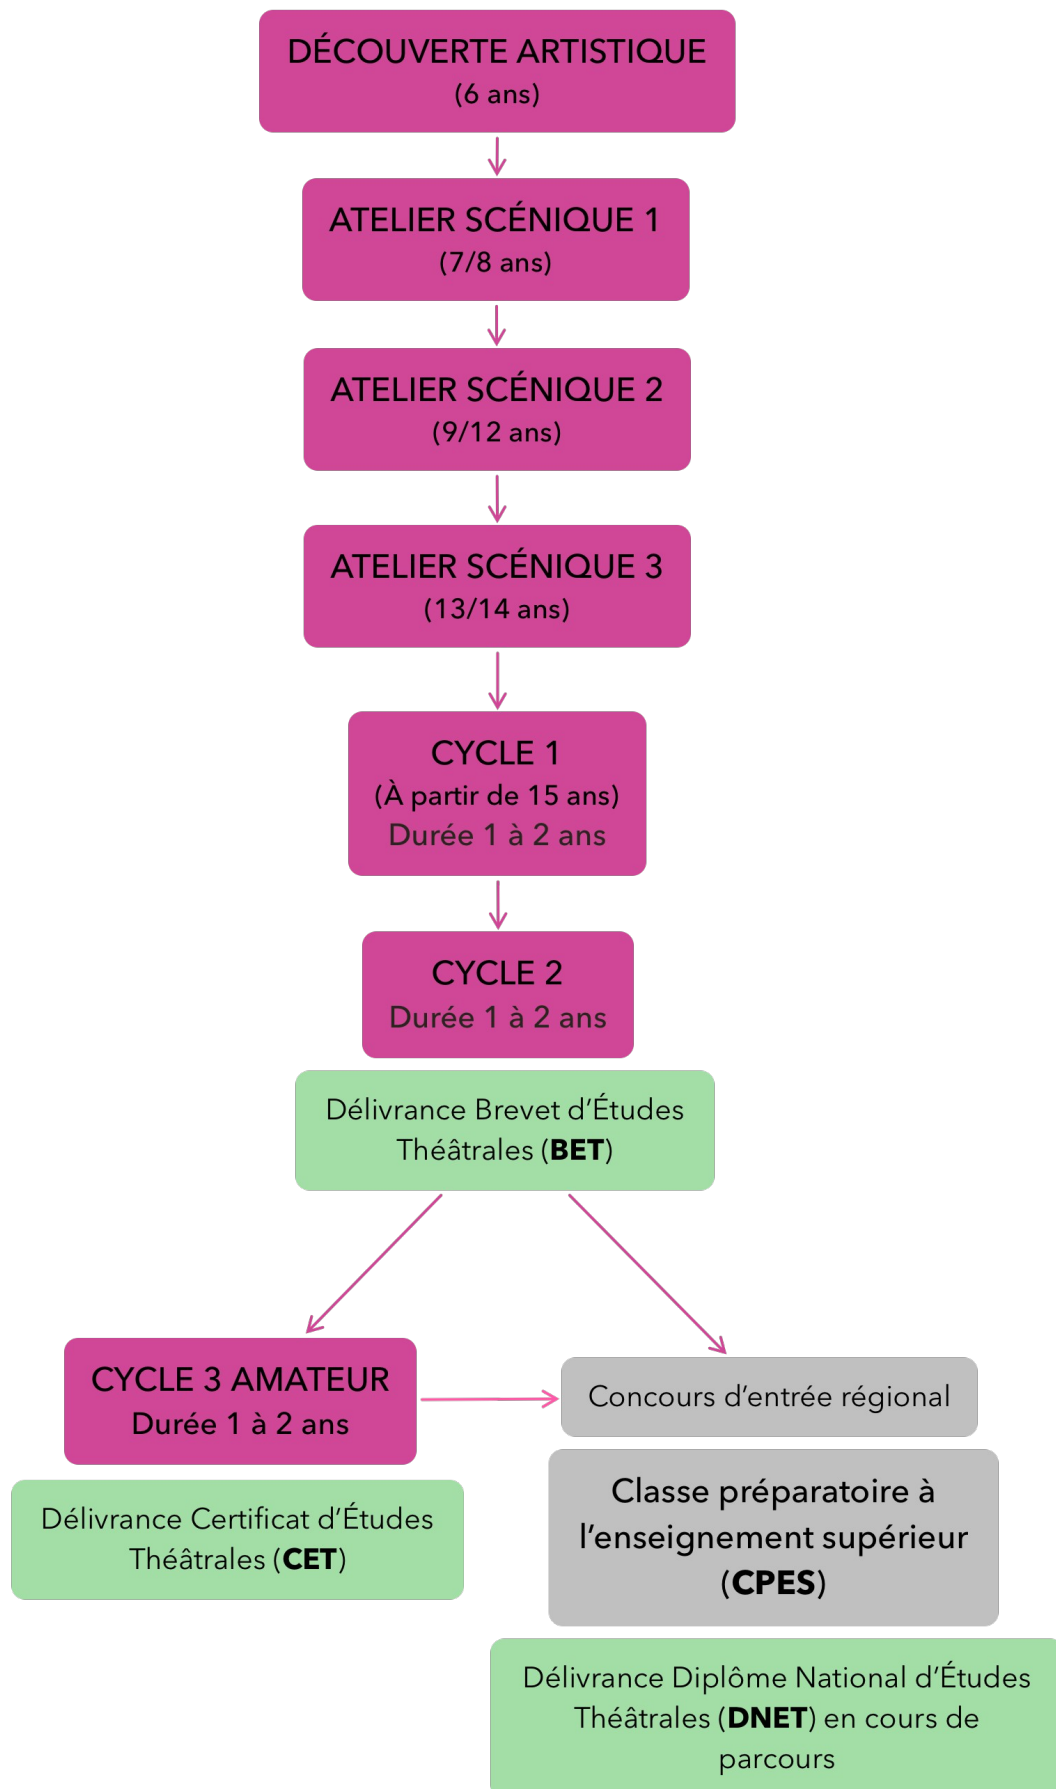 DÉCOUVERTE ARTISTIQUE
(6 ans)
ATELIER SCÉNIQUE 1
(7/8 ans)
ATELIER SCÉNIQUE 2
(9/12 ans)
ATELIER SCÉNIQUE 3
(13/14 ans)
CYCLE 1
(À partir de 15 ans)
Durée 1 à 2 ans
CYCLE 2
Durée 1 à 2 ans
Délivrance Brevet d’Études
Théâtrales (BET)
CYCLE 3 AMATEUR
Durée 1 à 2 ans
Délivrance Certificat d’Études
Théâtrales (CET)
Concours d’entrée régional
Classe préparatoire à
l’enseignement supérieur
(CPES)
Délivrance Diplôme National d’Études
Théâtrales (DNET) en cours de
parcours